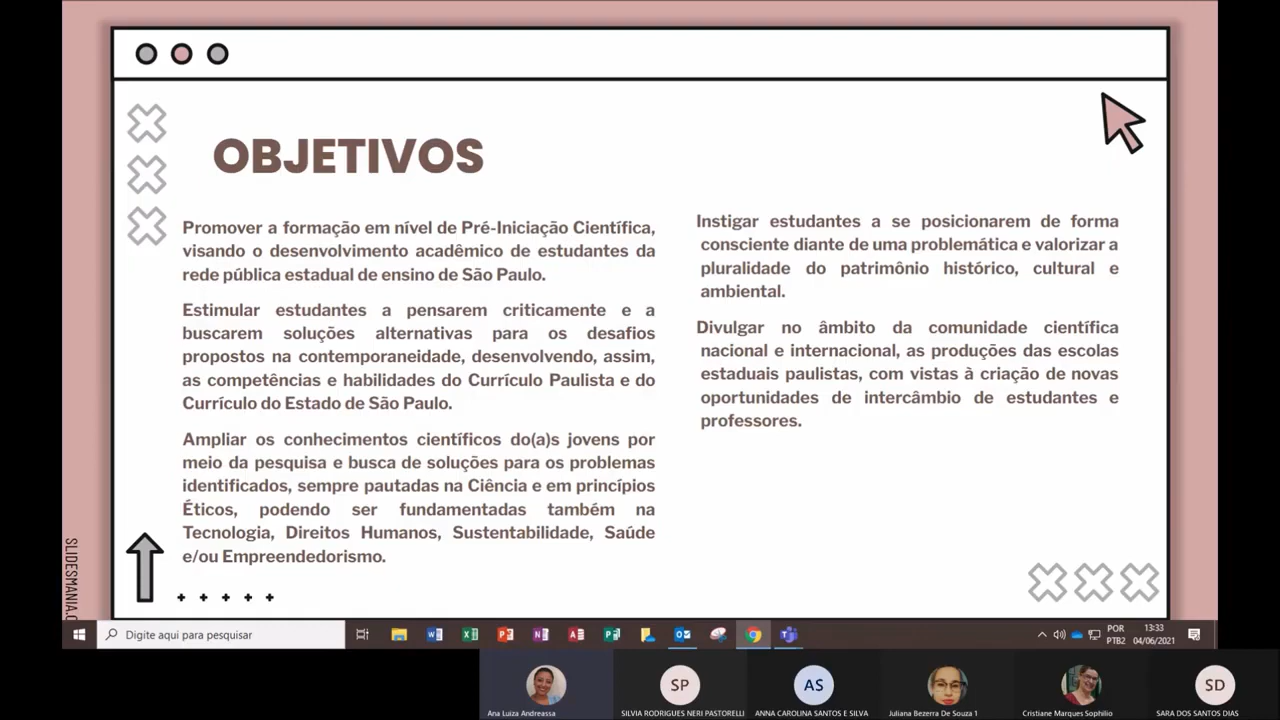 OBJETIVOS
Promover a formação em nível de Pré-Iniciação Científica,
visando o desenvolvimento acadêmico de estudantes da
rede pública estadual de ensino de São Paulo.
Estimular estudantes a pensarem criticamente e a
buscarem soluções alternativas para os desafios
propostos na contemporaneidade, desenvolvendo, assim,
as competências e habilidades do Currículo Paulista e do
Currículo do Estado de São Paulo.
Ampliar os conhecimentos científicos do(a)s jovens por
meio da pesquisa e busca de soluções para os problemas
identificados, sempre pautadas na Ciência e em princípios
Éticos, podendo ser fundamentadas também na
Tecnologia, Direitos Humanos, Sustentabilidade, Saúde
e/ou Empreendedorismo.
Instigar estudantes a se posicionarem de forma
consciente diante de uma problemática e valorizar a
pluralidade do patrimônio histórico, cultural e
ambiental.
Divulgar no âmbito da comunidade científica
nacional e internacional, as produções das escolas
estaduais paulistas, com vistas à criação de novas
oportunidades de intercâmbio de estudantes e
professores.
SLIDESMANIA.
Digite aqui para pesquisar
POR
PTB2
13:33
04/06/2021
SP
AS
SD
Ana Luiza Andreassa
SILVIA RODRIGUES NERI PASTORELLI
ANNA CAROLINA SANTOS E SILVA
Juliana Bezerra De Souza 1
Cristiane Marques Sophilio
SARA DOS SANTOS DIAS